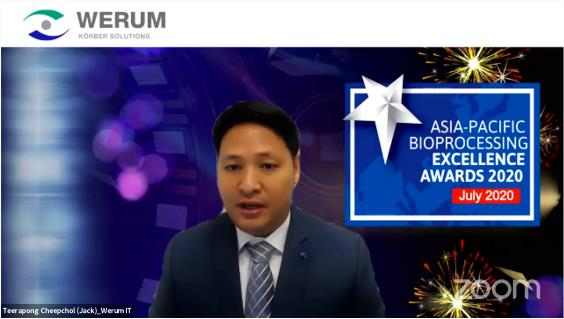 WERUM
KÖRBER SOLUTIONS
ASIA-PACIFIC
BIOPROCESSING
EXCELLENCE
AWARDS 2020
July 2020
zoom
Teerapong Cheepchol (Jack)_Werum IT